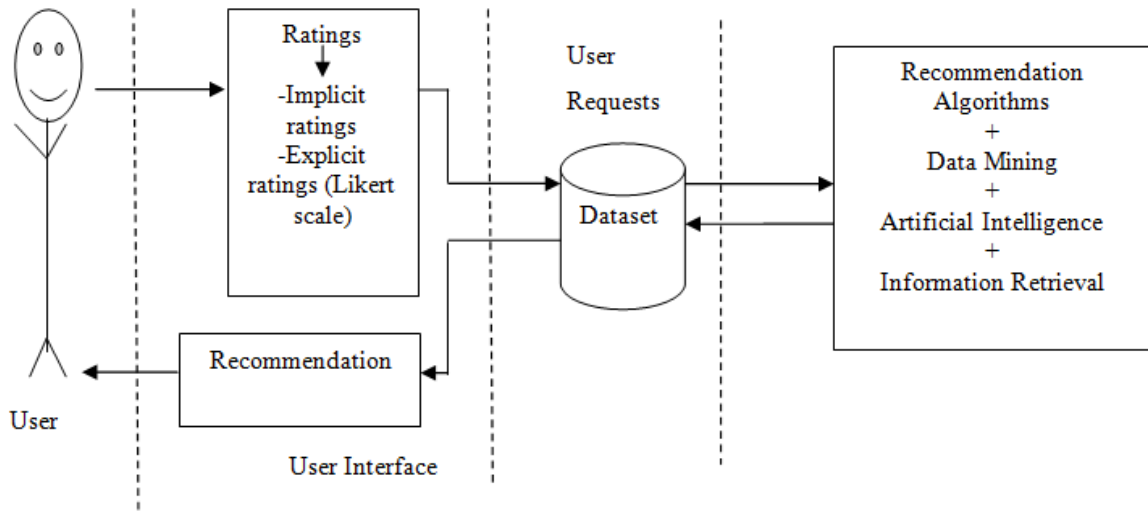 Ratings
-Implicit
ratings
-Explicit
ratings (Likert
scale)
User
Requests
Dataset
Recommendation
Algorithms
+
Data Mining
+
Artificial Intelligence
+
Information Retrieval
Recommendation
User
User Interface